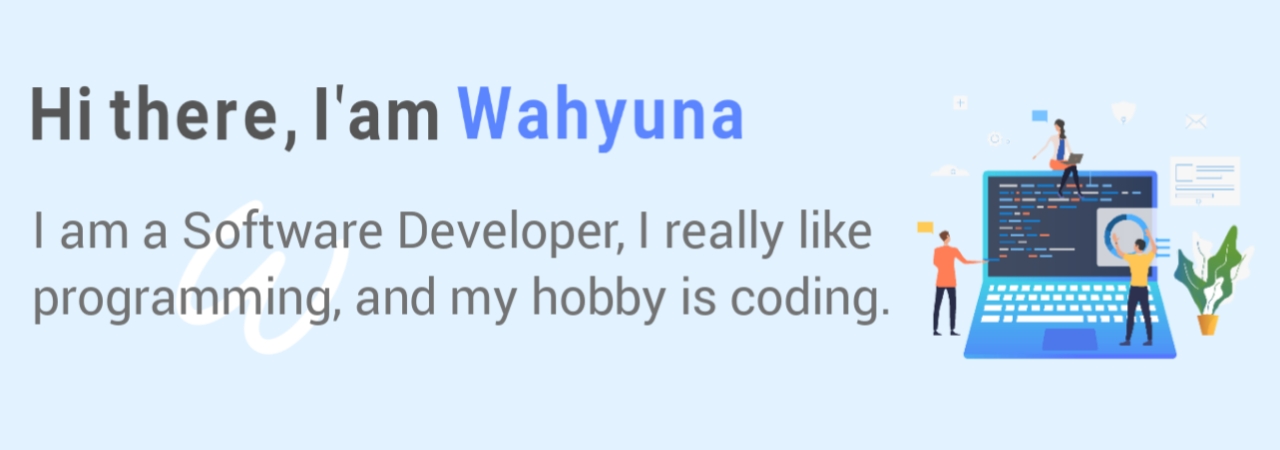 Hi there, I'am Wahyuna
I am a Software Developer, I really like
programming, and my hobby is coding.